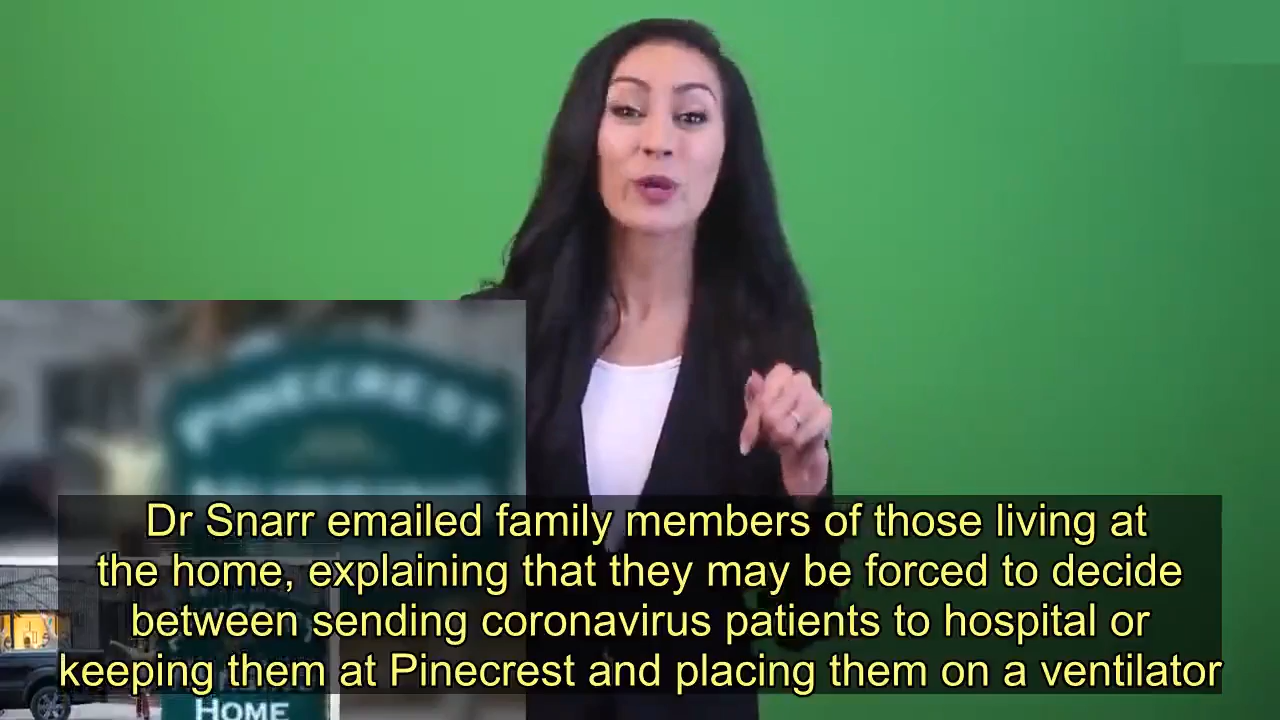 PINECREST
Dr Snarr emailed family members of those living at
the home, explaining that they may be forced to decide
between sending coronavirus patients to hospital or
keeping them at Pinecrest and placing them on a ventilator
HOME